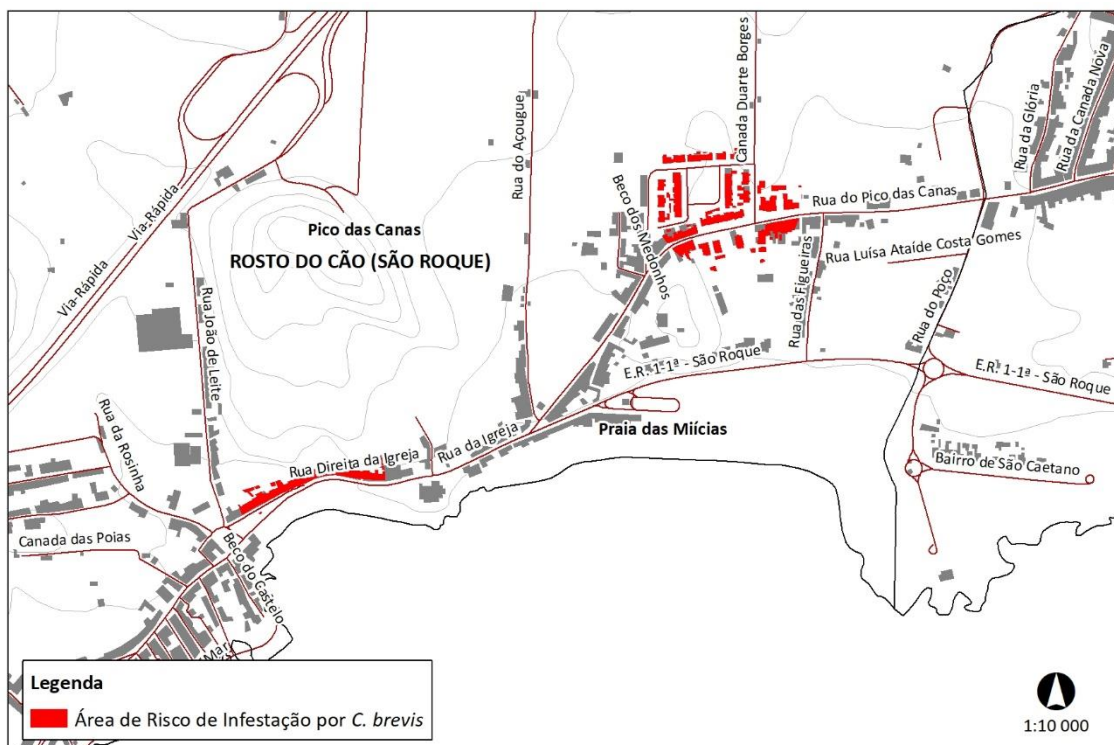 Rua da Glória
Rua da Canada Nova
Canada Duarte Borges
Rua do Açougue
Via-Rápida
Via-Rápida
Beco dos Medonhos
Rua do Pico das Canas
Pico das Canas
ROSTO DO CÃO (SÃO ROQUE)
Rua Luísa Ataíde Costa Gomes
Rua das Figueiras
Rua do Poço
Rua João de Leite
E.R. 1-1ª - São Roque
E.R. 1-1ª - São Roque
Praia das Miícias
Rua da Rosinha
Rua Direita da Igreja
Rua da Igreja
Bairro de São Caetano
Canada das Poias
Beco do Castelo
Mar
Legenda
Área de Risco de Infestação por C. brevis
1:10 000